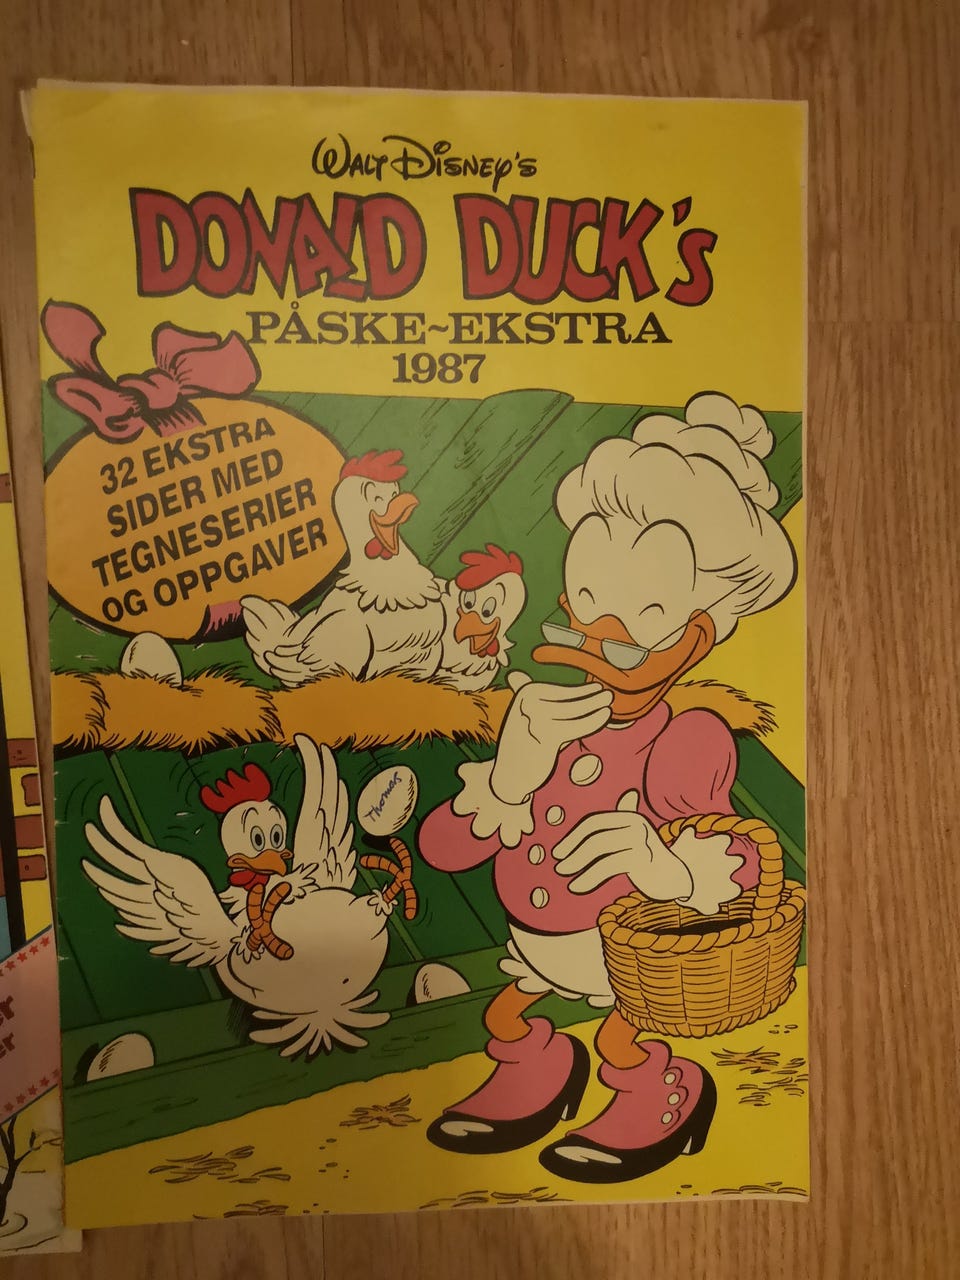 WALT DISNEY'S
DONALD DUCK's
PÅSKE~EKSTRA
1987
32 EKSTRA
SIDER MED
TEGNESERIER
OG OPPGAVER
Thomas